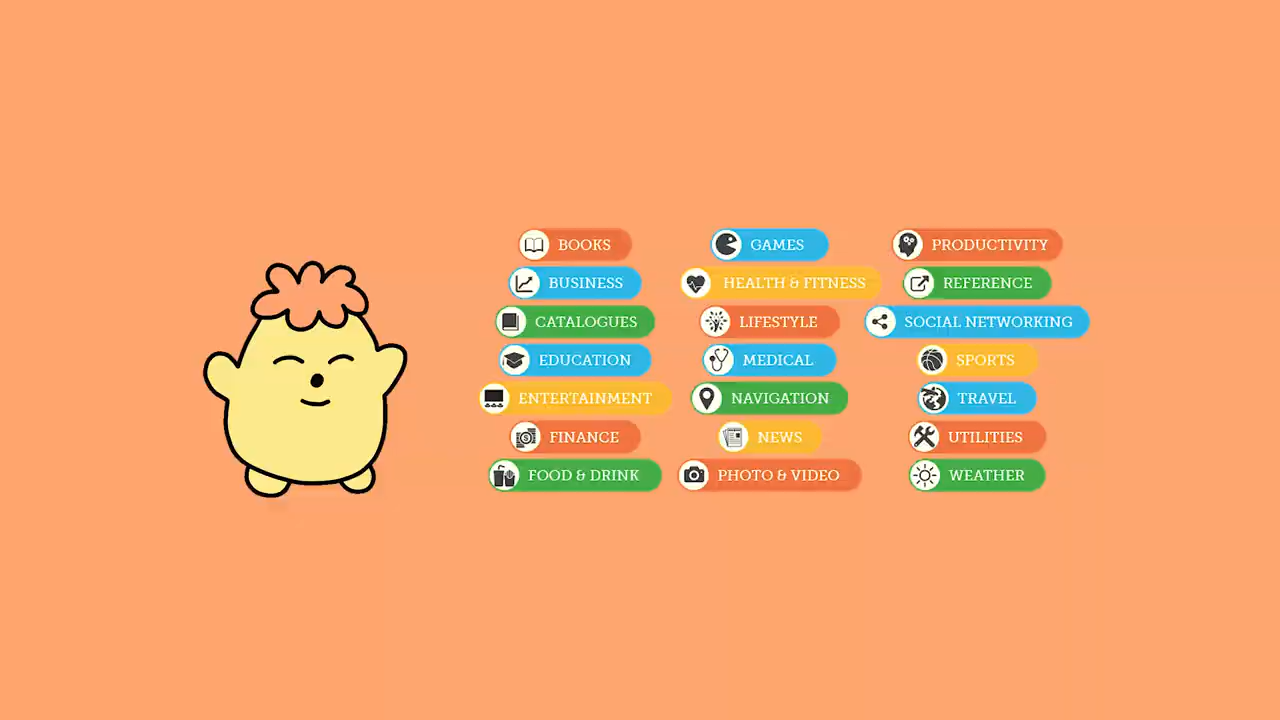 BOOKS
BUSINESS
CATALOGUES
EDUCATION
ENTERTAINMENT
FINANCE
FOOD & DRINK
GAMES
HEALTH & FITNESS
LIFESTYLE
MEDICAL
NAVIGATION
NEWS
PHOTO & VIDEO
PRODUCTIVITY
REFERENCE
SOCIAL NETWORKING
SPORTS
TRAVEL
UTILITIES
WEATHER